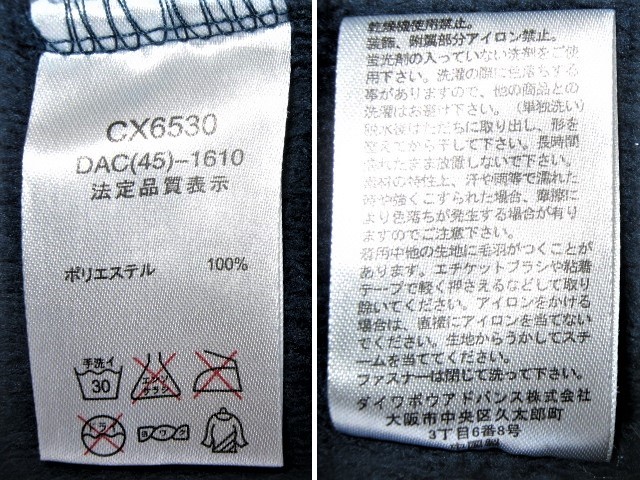 CX6530
DAC(45)-1610
法定品質表示
ポリエステル 100%
手洗イ
30
エンソ
サラシ
ドライ
ヨワク
乾燥機使用禁止。
装飾、附属部分アイロン禁止。
蛍光剤の入っていない洗剤をご使
用下さい。洗濯の際に色落ちする
事がありますので、他の商品との
洗濯はお避け下さい。(単独洗い)
脱水後はただちに取り出し、形を
整えてから干して下さい。長時間
濡れたまま放置しないで下さい。
素材の特性上、汗や雨等で濡れた
時や強くこすられた場合、摩擦に
より色落ちが発生する場合が有り
ますのでご注意下さい。
着用中他の生地に毛羽がつくことが
あります。エチケットブラシや粘着
テープで軽く押さえるなどして取り
除いてください。アイロンをかける
場合は、直接にアイロンを当てない
でください。生地からうかしてスチ
ームを当ててください。
ファスナーは閉じて洗って下さい。
ダイワボウアドバンス株式会社
大阪市中央区久太郎町
3丁目6番8号
中国製